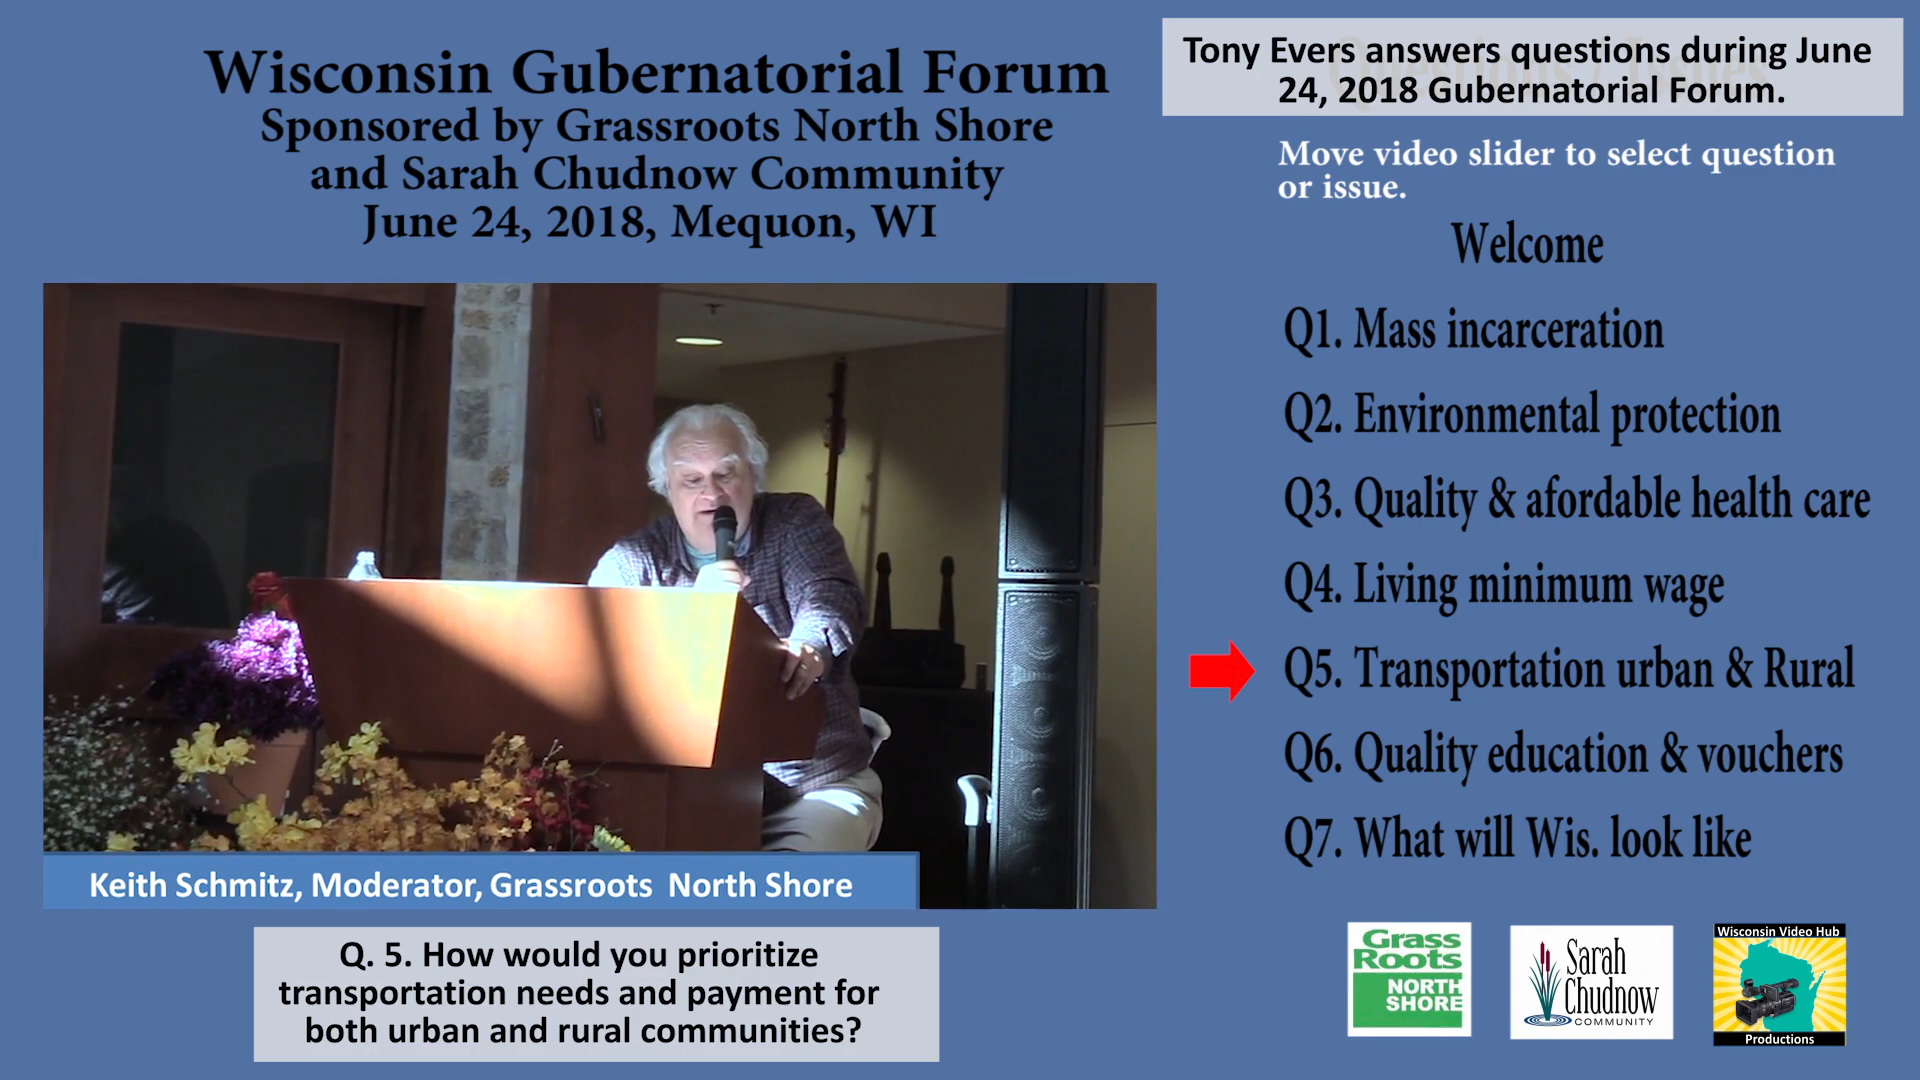 Wisconsin Gubernatorial Forum
Sponsored by Grassroots North Shore
and Sarah Chudnow Community
June 24, 2018, Mequon, WI
Tony Evers answers questions during June
24, 2018 Gubernatorial Forum.
Move video slider to select question
or issue.
Welcome
Q1. Mass incarceration
Q2. Environmental protection
Q3. Quality & afordable health care
Q4. Living minimum wage
Q5. Transportation urban & Rural
Q6. Quality education & vouchers
Q7. What will Wis. look like
Keith Schmitz, Moderator, Grassroots North Shore
Q. 5. How would you prioritize
transportation needs and payment for
both urban and rural communities?
Grass
Roots
NORTH
SHORE
Sarah
Chudnow
COMMUNITY
Wisconsin Video Hub
Productions